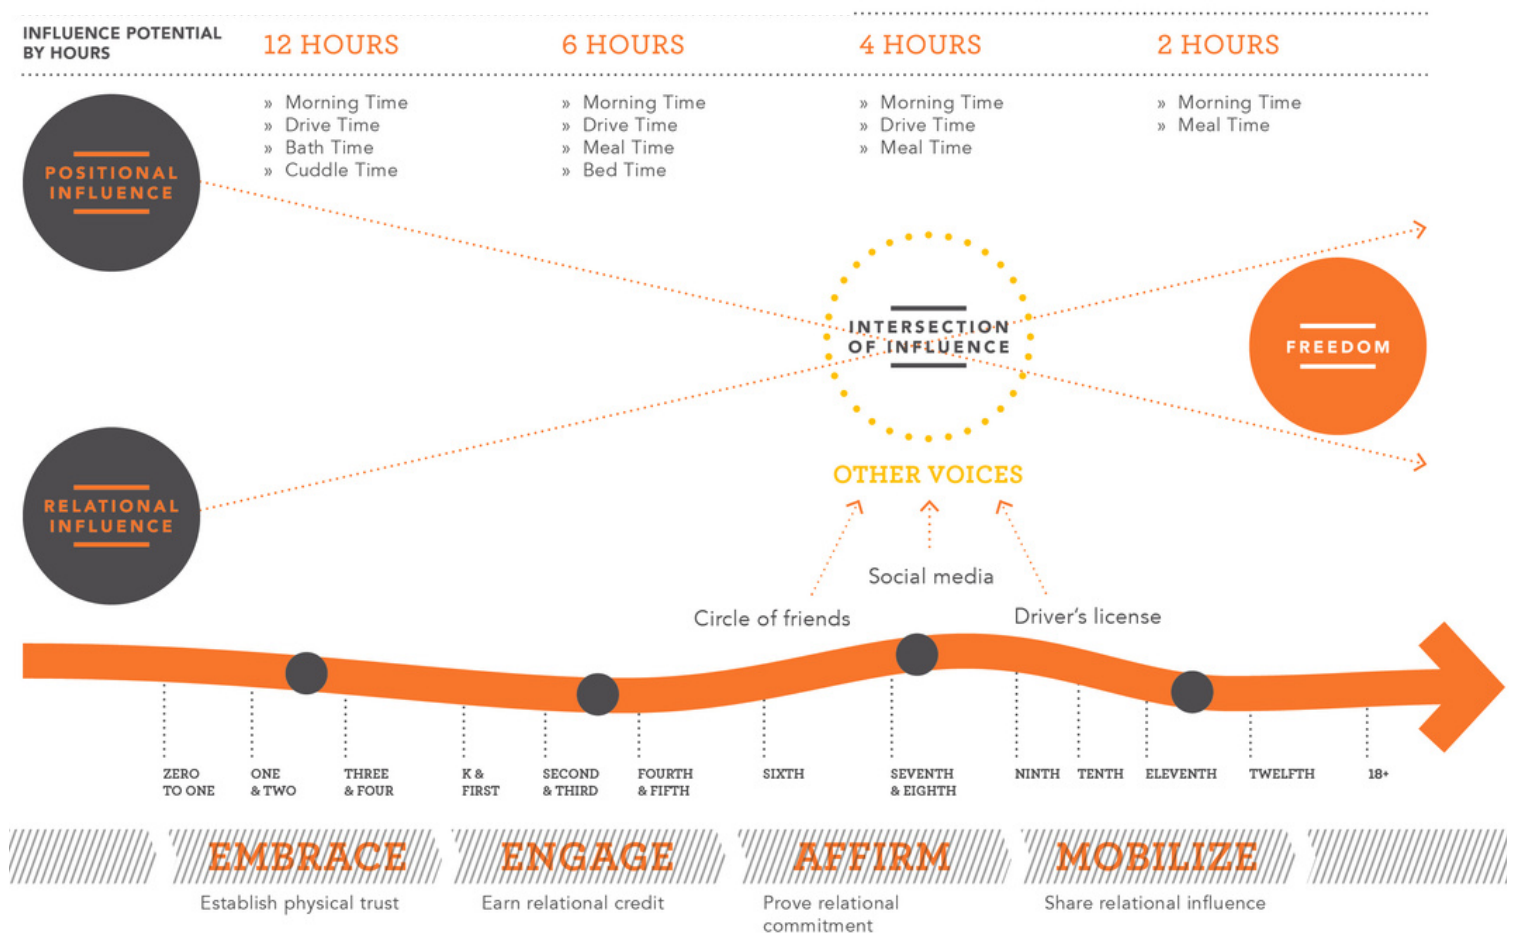 INFLUENCE POTENTIAL
BY HOURS
12 HOURS
6 HOURS
4 HOURS
2 HOURS
» Morning Time
» Drive Time
» Bath Time
» Cuddle Time
» Morning Time
» Drive Time
» Meal Time
» Bed Time
» Morning Time
» Drive Time
» Meal Time
» Morning Time
» Meal Time
POSITIONAL
INFLUENCE
INTERSECTION
OF INFLUENCE
FREEDOM
RELATIONAL
INFLUENCE
OTHER VOICES
Social media
Circle of friends
Driver's license
ZERO
TO ONE
ONE
& TWO
THREE
& FOUR
K &
FIRST
SECOND
& THIRD
FOURTH
& FIFTH
SIXTH
SEVENTH
& EIGHTH
NINTH
TENTH
ELEVENTH
TWELFTH
18+
EMBRACE
ENGAGE
AFFIRM
MOBILIZE
Establish physical trust
Earn relational credit
Prove relational
commitment
Share relational influence